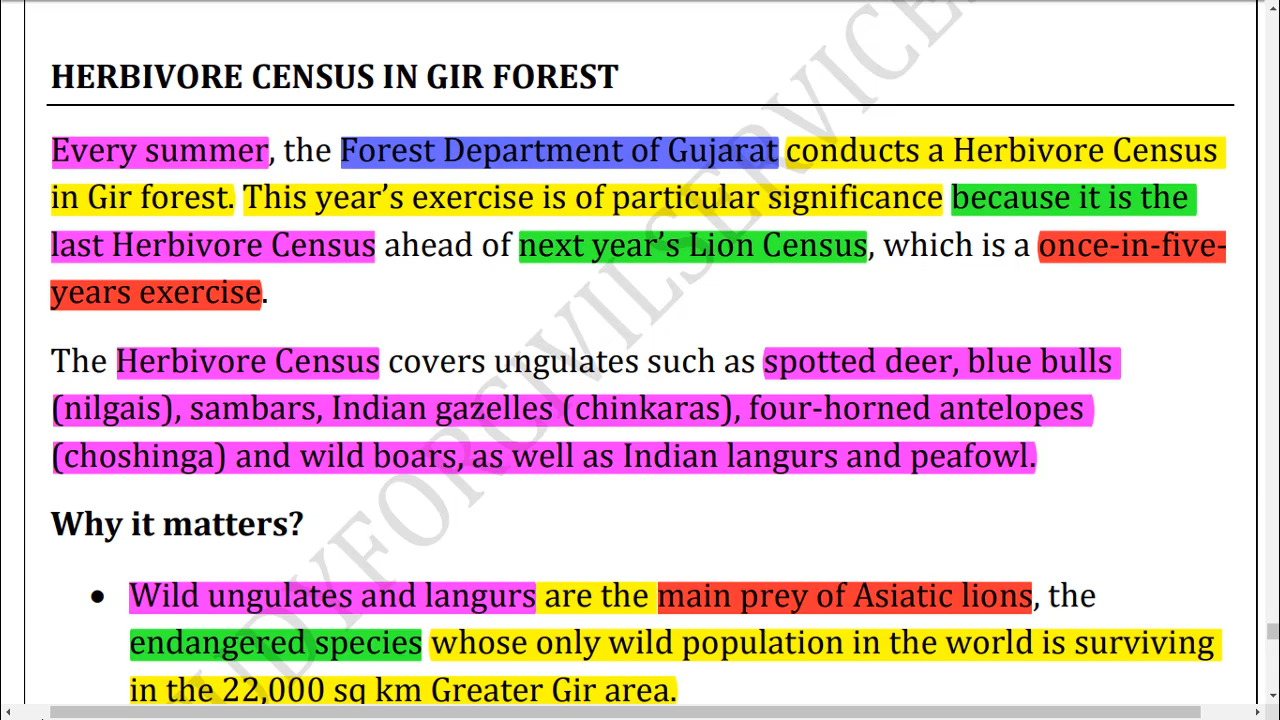 HERBIVORE CENSUS IN GIR FOREST
Every summer, the Forest Department of Gujarat conducts a Herbivore Census
in Gir forest. This year’s exercise is of particular significance because it is the
last Herbivore Census ahead of next year’s Lion Census, which is a once-in-five-
years exercise.
The Herbivore Census covers ungulates such as spotted deer, blue bulls
(nilgais), sambars, Indian gazelles (chinkaras), four-horned antelopes
(choshinga) and wild boars, as well as Indian langurs and peafowl.
Why it matters?
• Wild ungulates and langurs are the main prey of Asiatic lions, the
endangered species whose only wild population in the world is surviving
in the 22,000 sq km Greater Gir area.
UDYFORCIVILSERVICES